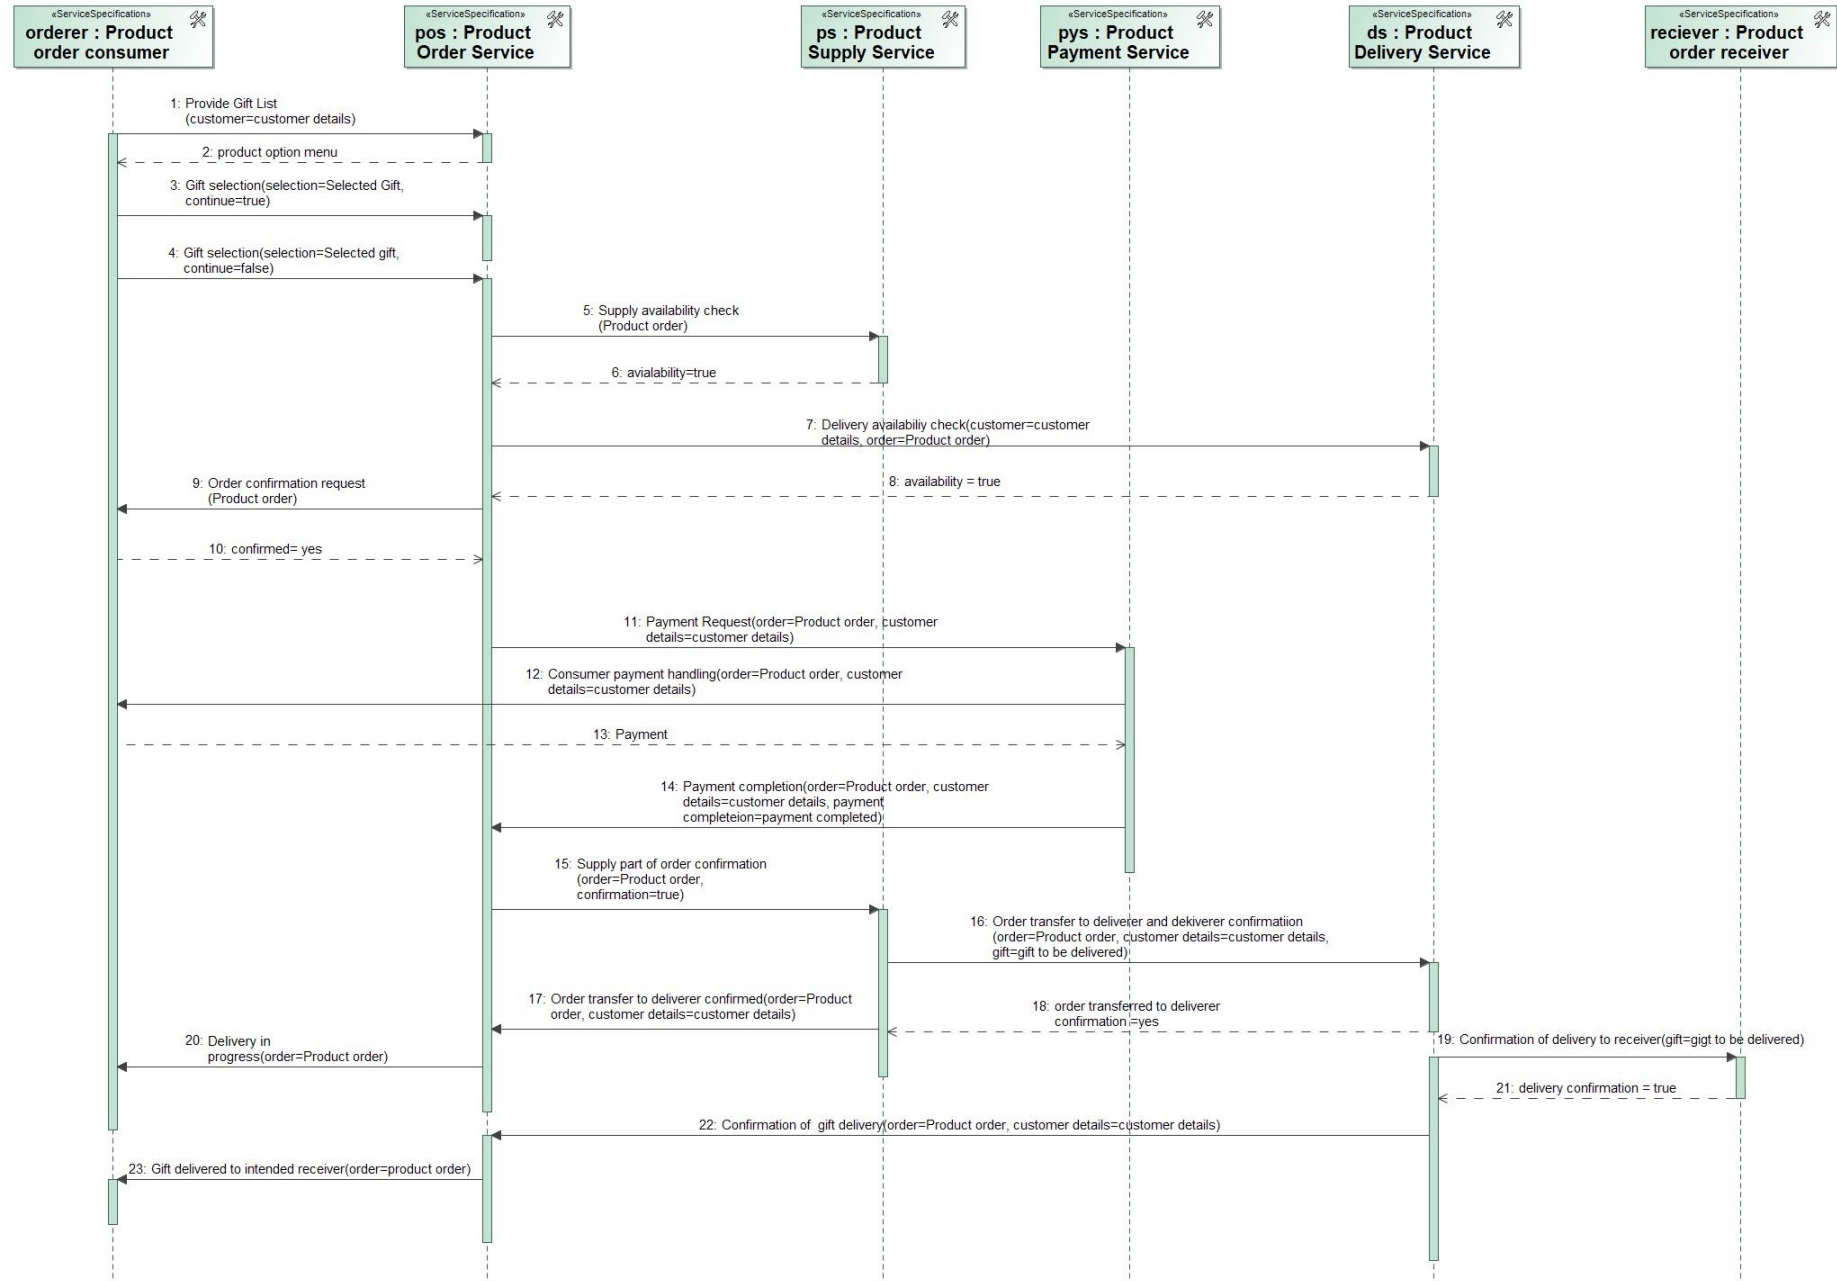 «ServiceSpecification»
orderer : Product
order consumer
«ServiceSpecification»
pos : Product
Order Service
«ServiceSpecification»
ps : Product
Supply Service
«ServiceSpecification»
pys : Product
Payment Service
«ServiceSpecification»
ds : Product
Delivery Service
«ServiceSpecification»
reciever : Product
order receiver
1: Provide Gift List
(customer=customer details)
2: product option menu
3: Gift selection(selection=Selected Gift,
continue=true)
4: Gift selection(selection=Selected gift,
continue=false)
5: Supply availability check
(Product order)
6: avialability=true
7: Delivery availabiliy check(customer=customer
details, order=Product order)
8: availability = true
9: Order confirmation request
(Product order)
10: confirmed= yes
11: Payment Request(order=Product order, customer
details=customer details)
12: Consumer payment handling(order=Product order, customer
details=customer details)
13: Payment
14: Payment completion(order=Product order, customer
details=customer details, payment
completeion=payment completed)
15: Supply part of order confirmation
(order=Product order,
confirmation=true)
16: Order transfer to deliverer and dekiverer confirmatiion
(order=Product order, customer details=customer details,
gift=gift to be delivered)
17: Order transfer to deliverer confirmed(order=Product
order, customer details=customer details)
18: order transferred to deliverer
confirmation =yes
19: Confirmation of delivery to receiver(gift=gigt to be delivered)
20: Delivery in
progress(order=Product order)
21: delivery confirmation = true
22: Confirmation of  gift delivery(order=Product order, customer details=customer details)
23: Gift delivered to intended receiver(order=product order)